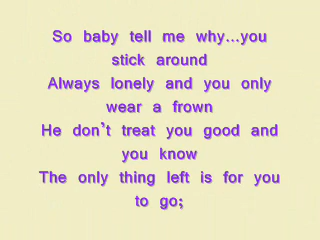 So baby tell me why...you
stick around
Always lonely and you only
wear a frown
He don't treat you good and
you know
The only thing left is for you
to go;